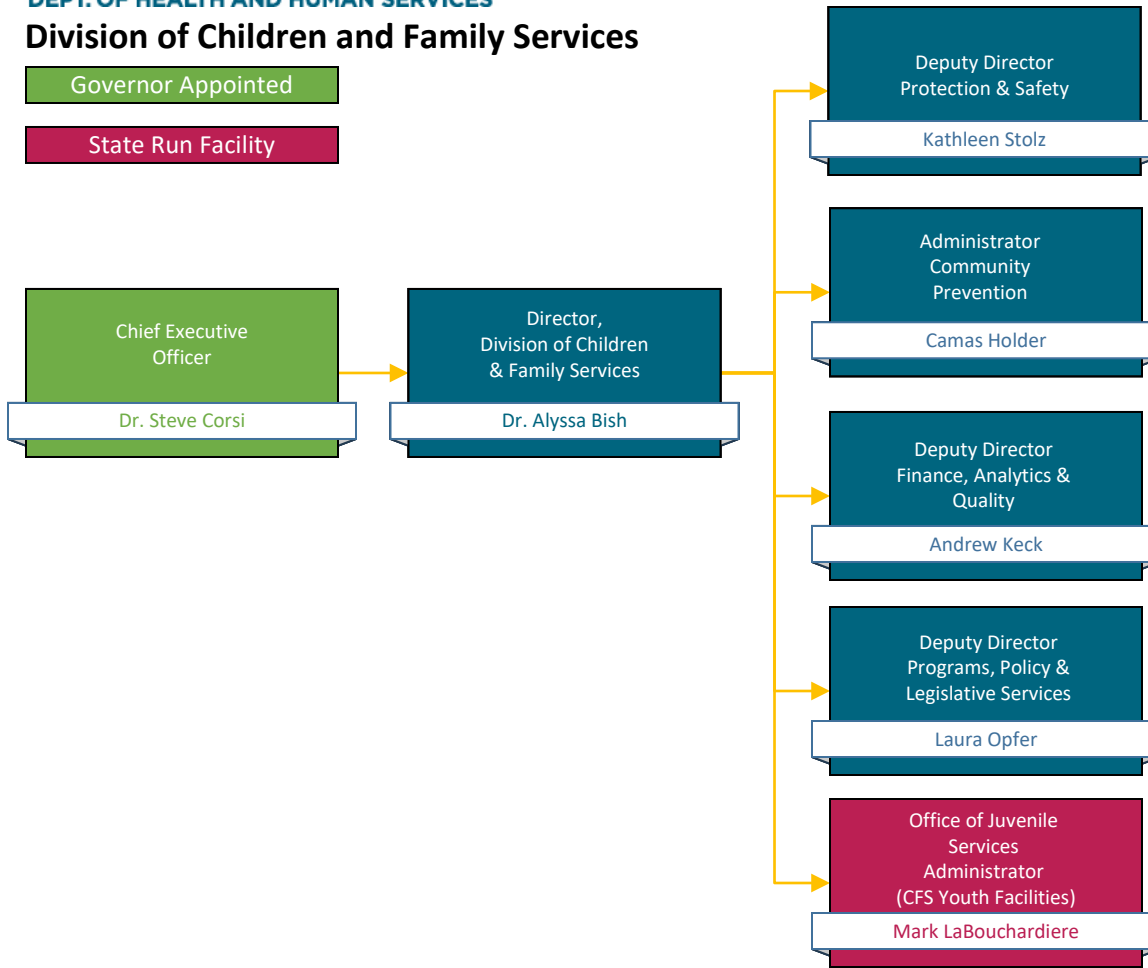 DEPT. OF HEALTH AND HUMAN SERVICES
Division of Children and Family Services
Governor Appointed
State Run Facility
Chief Executive
Officer
Dr. Steve Corsi
Director,
Division of Children
& Family Services
Dr. Alyssa Bish
Deputy Director
Protection & Safety
Kathleen Stolz
Administrator
Community
Prevention
Camas Holder
Deputy Director
Finance, Analytics &
Quality
Andrew Keck
Deputy Director
Programs, Policy &
Legislative Services
Laura Opfer
Office of Juvenile
Services
Administrator
(CFS Youth Facilities)
Mark LaBouchardiere